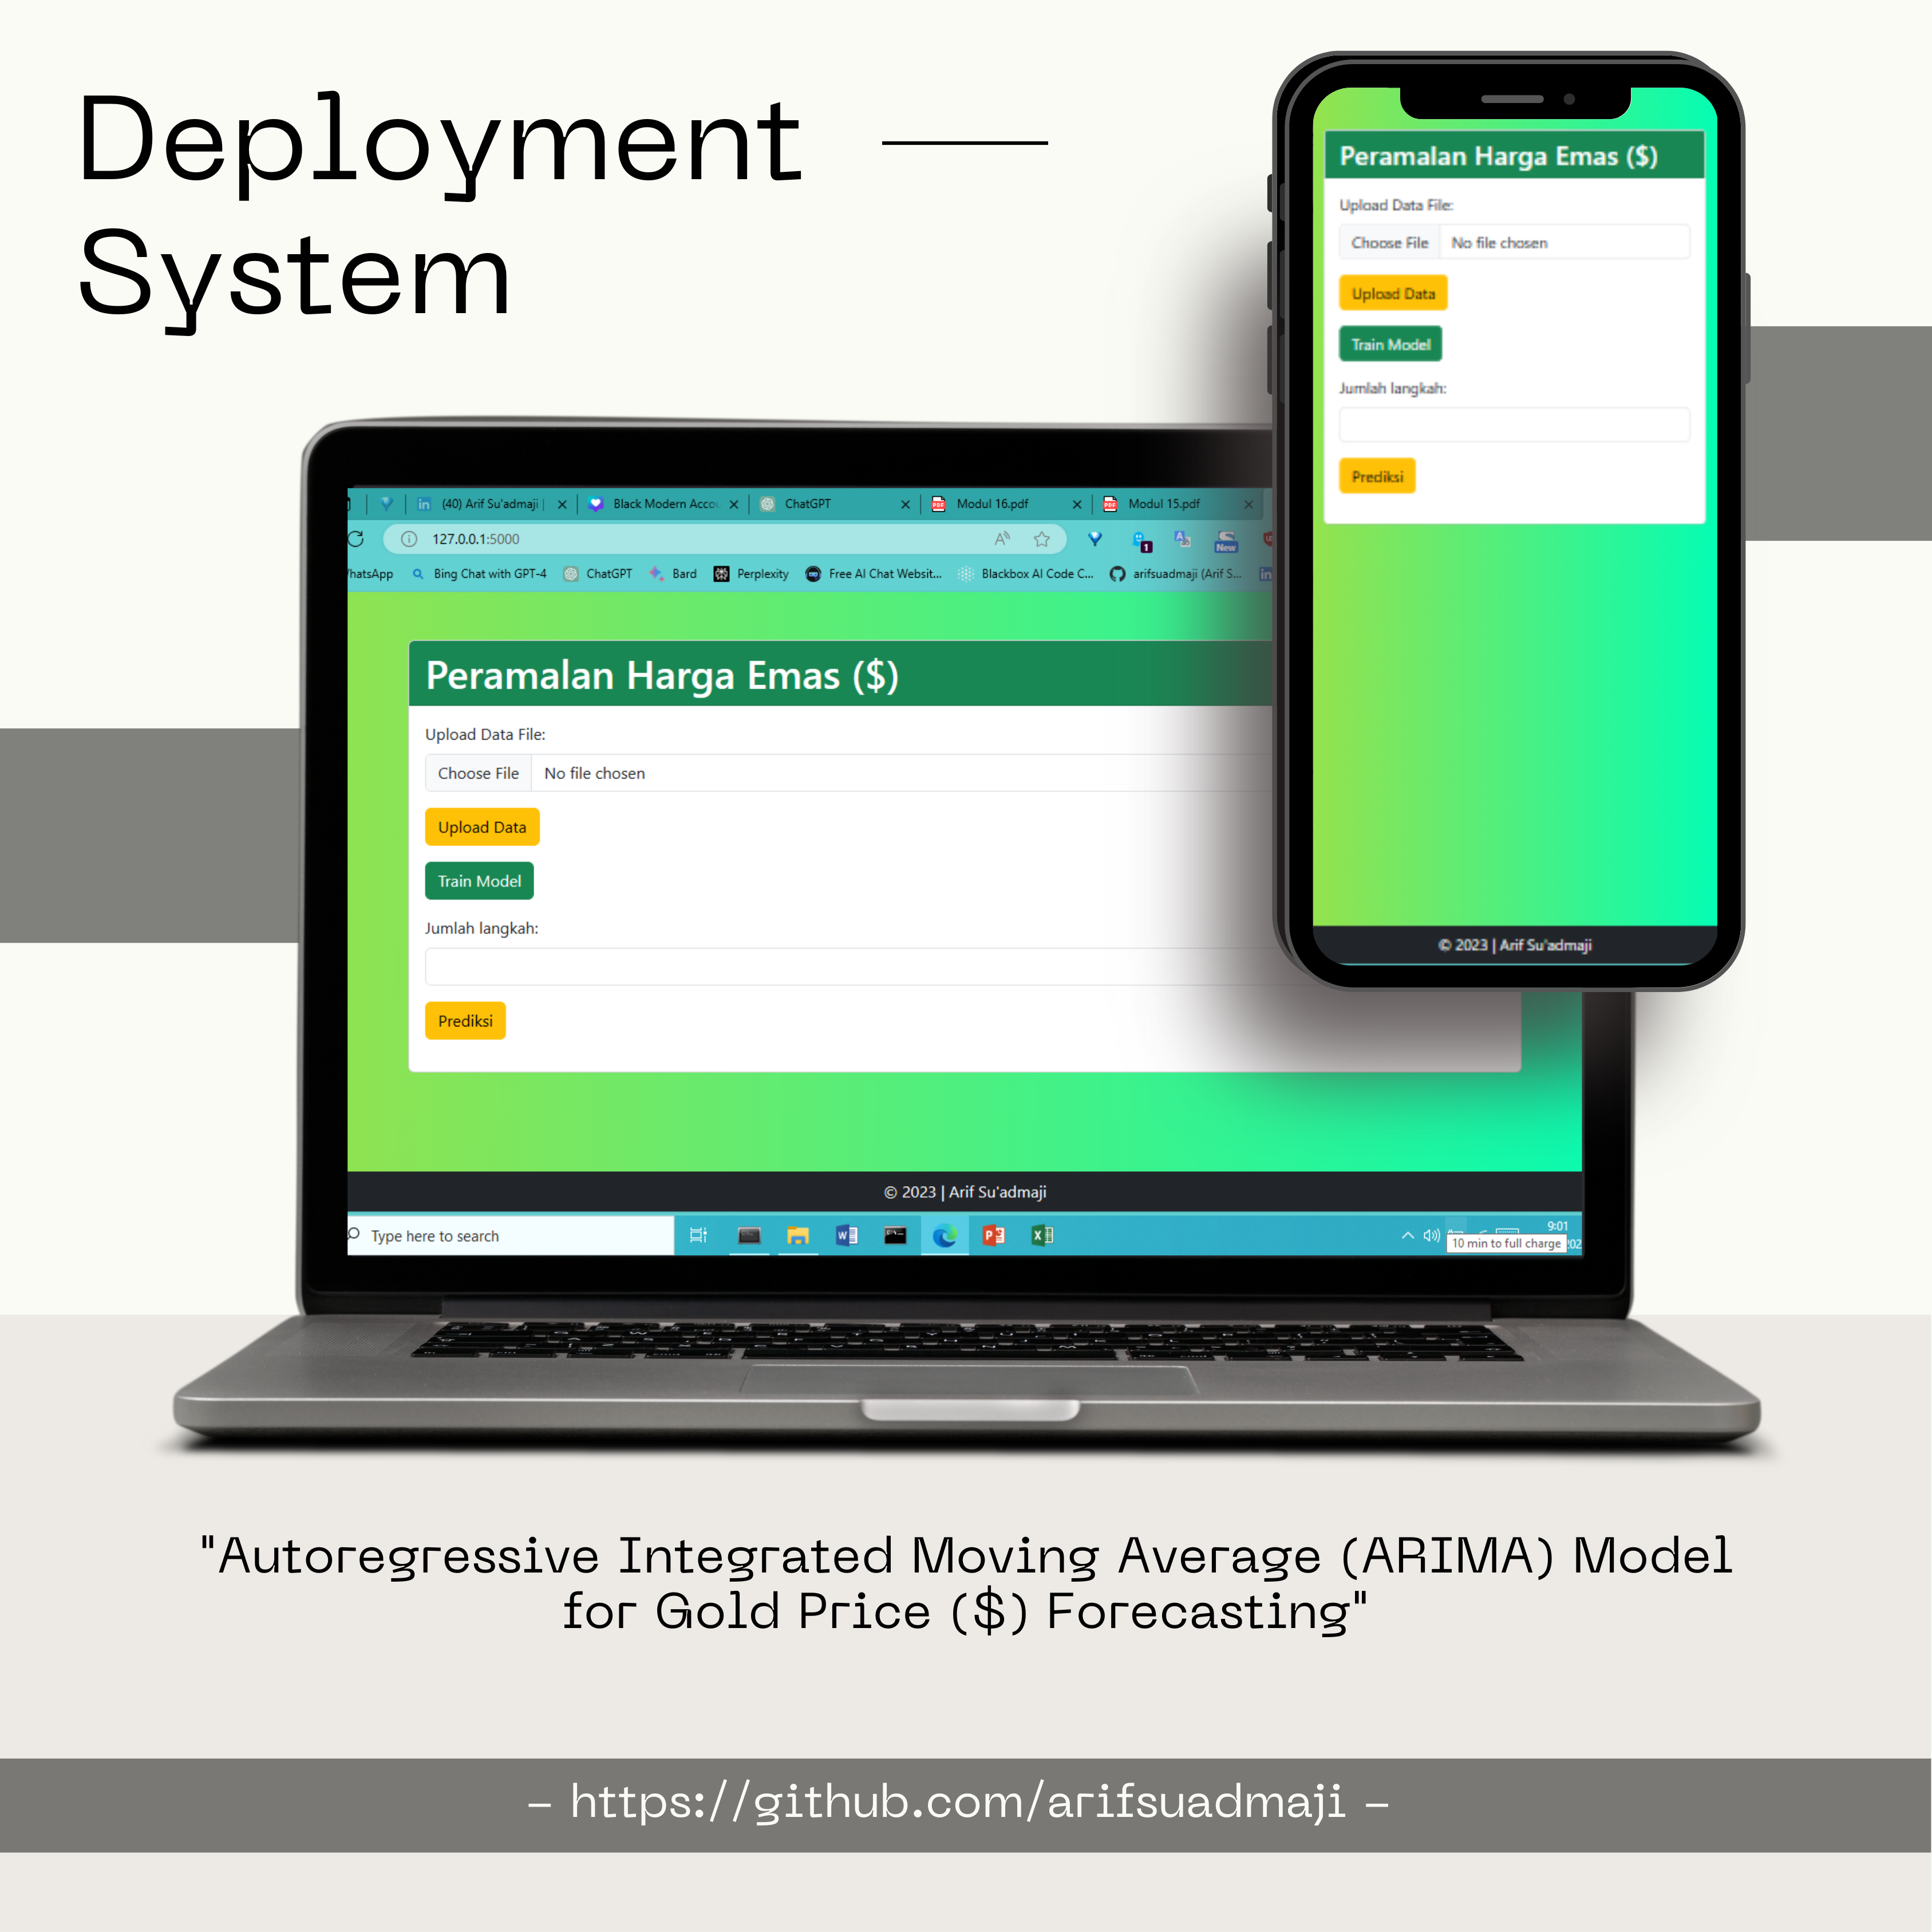 Deployment
System
Peramalan Harga Emas ($)
Upload Data File:
Choose File No file chosen
Upload Data
Train Model
Jumlah langkah:
Prediksi
© 2023 | Arif Su'admaji
(40) Arif Su'admaji | Black Modern Acco ChatGPT Modul 16.pdf Modul 15.pdf
127.0.0.1:5000
New
1
hatsApp Bing Chat with GPT-4 ChatGPT Bard Perplexity Free AI Chat Websit... Blackbox AI Code C... arifsuadmaji (Arif S...
Peramalan Harga Emas ($)
Upload Data File:
Choose File No file chosen
Upload Data
Train Model
Jumlah langkah:
Prediksi
© 2023 | Arif Su'admaji
Type here to search
9:01
10 min to full charge
"Autoregressive Integrated Moving Average (ARIMA) Model
for Gold Price ($) Forecasting"
– https://github.com/arifsuadmaji –